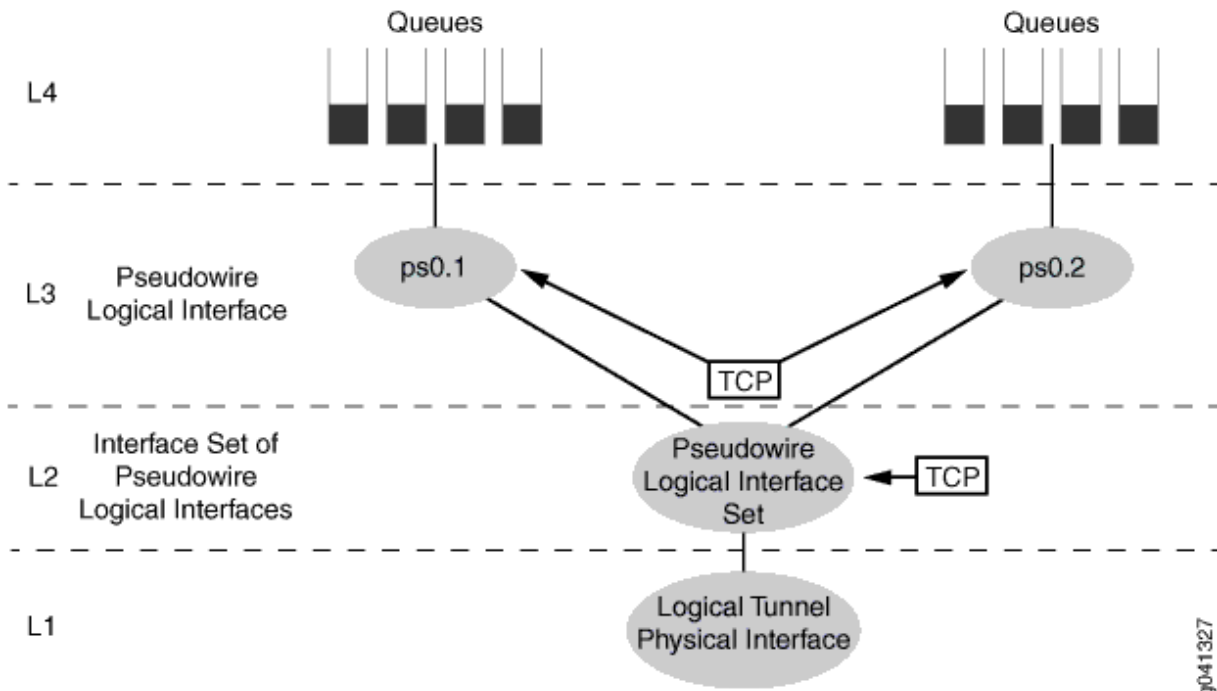 Queues
Queues
L4
ps0.1
ps0.2
L3
Pseudowire
Logical Interface
TCP
L2
Interface Set of
Pseudowire
Logical Interfaces
Pseudowire
Logical Interface
Set
TCP
L1
Logical Tunnel
Physical Interface
g041327